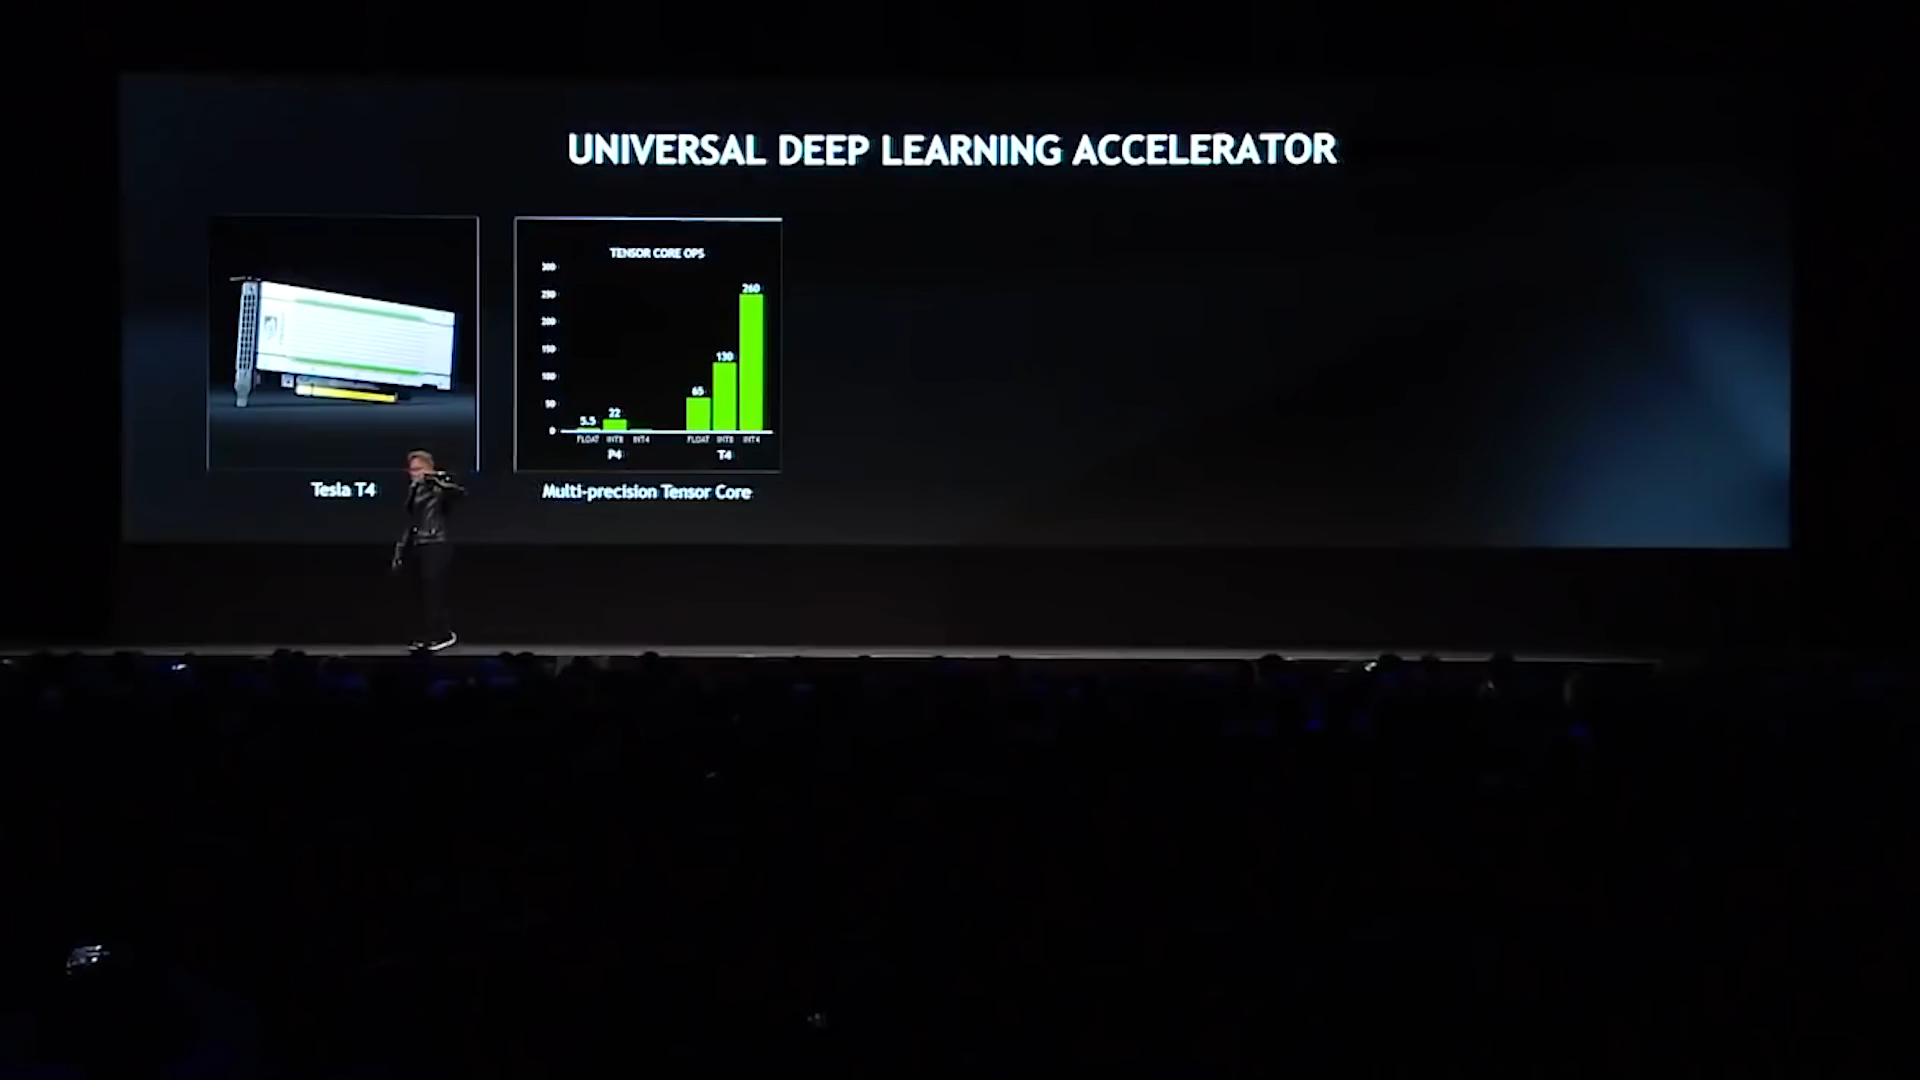 UNIVERSAL DEEP LEARNING ACCELERATOR
TENSOR CORE OPS
300
250
200
150
100
50
0
5.5
22
65
130
260
FLOAT INT8 INT4
FLOAT INT8 INT4
P4
T4
Tesla T4
Multi-precision Tensor Core